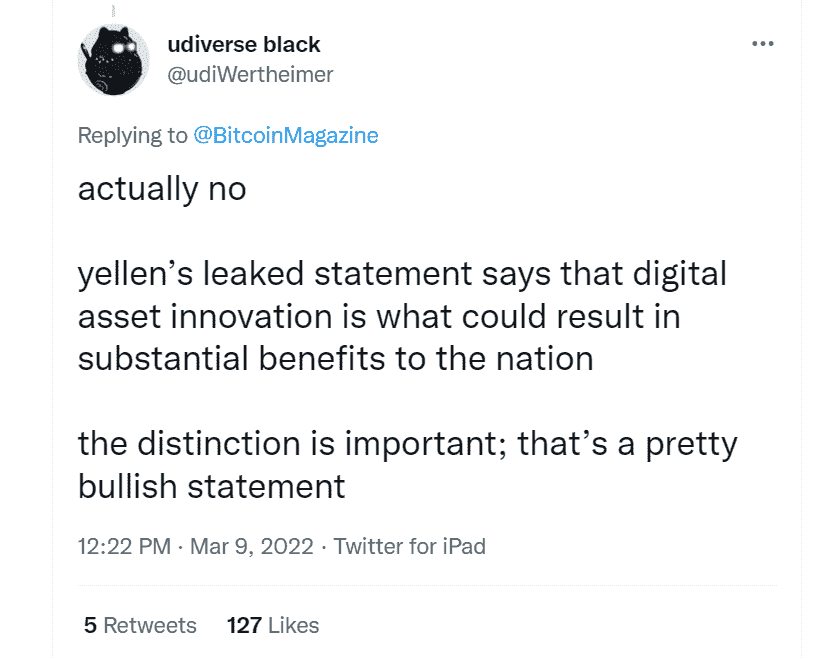 udiverse black
@udiWertheimer
Replying to @BitcoinMagazine
actually no
yellen’s leaked statement says that digital
asset innovation is what could result in
substantial benefits to the nation
the distinction is important; that’s a pretty
bullish statement
12:22 PM · Mar 9, 2022 · Twitter for iPad
5 Retweets 127 Likes